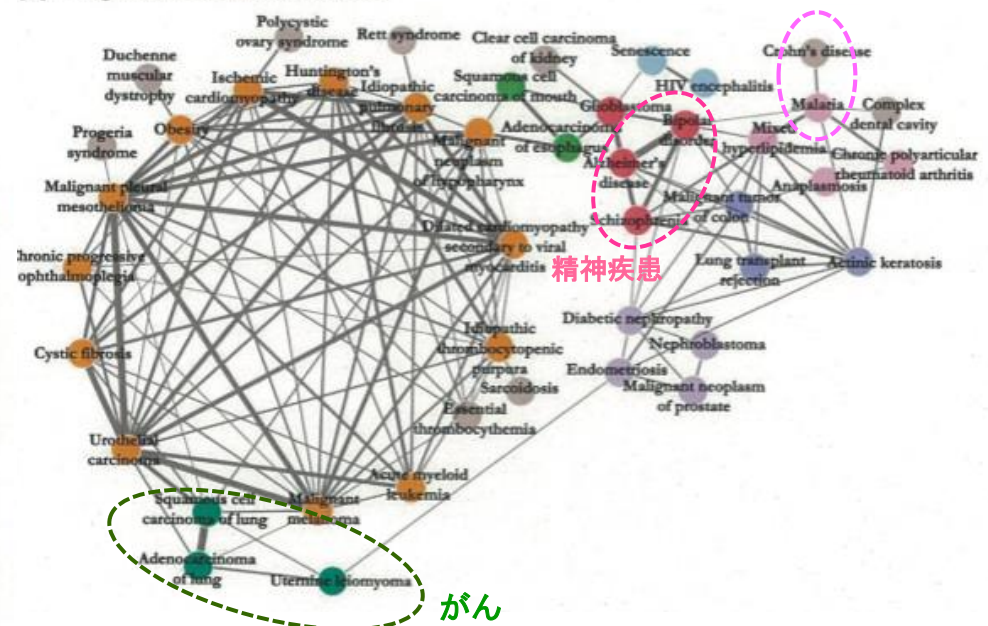 Polycystic
ovary syndrome
Rett syndrome
Clear cell carcinoma
of kidney
Senescence
Crohn's disease
Duchenne
muscular
dystrophy
Ischemic
cardiomyopathy
Huntington's
disease
Idiopathic
pulmonary
fibrosis
Squamous cell
carcinoma of mouth
HIV encephalitis
Glioblastoma
Malaria
Complex
dental cavity
Progeria
syndrome
Obesity
Malignant
neoplasm
of hypopharynx
Adenocarcinoma
of esophagus
Bipolar
disorder
Mixed
hyperlipidemia
Alzheimer's
disease
Chronic polyarticular
rheumatoid arthritis
Anaplasmosis
Malignant pleural
mesothelioma
Malignant tumor
of colon
Schizophrenia
Dilated cardiomyopathy
secondary to viral
myocarditis
精神疾患
Lung transplant
rejection
Actinic keratosis
hronic progressive
ophthalmoplegia
Diabetic nephropathy
Cystic fibrosis
Idiopathic
thrombocytopenic
purpura
Nephroblastoma
Endometriosis
Sarcoidosis
Malignant neoplasm
of prostate
Essential
thrombocythemia
Urothelial
carcinoma
Acute myeloid
leukemia
Squamous cell
carcinoma of lung
Malignant
melanoma
Adenocarcinoma
of lung
Uternine leiomyoma
がん